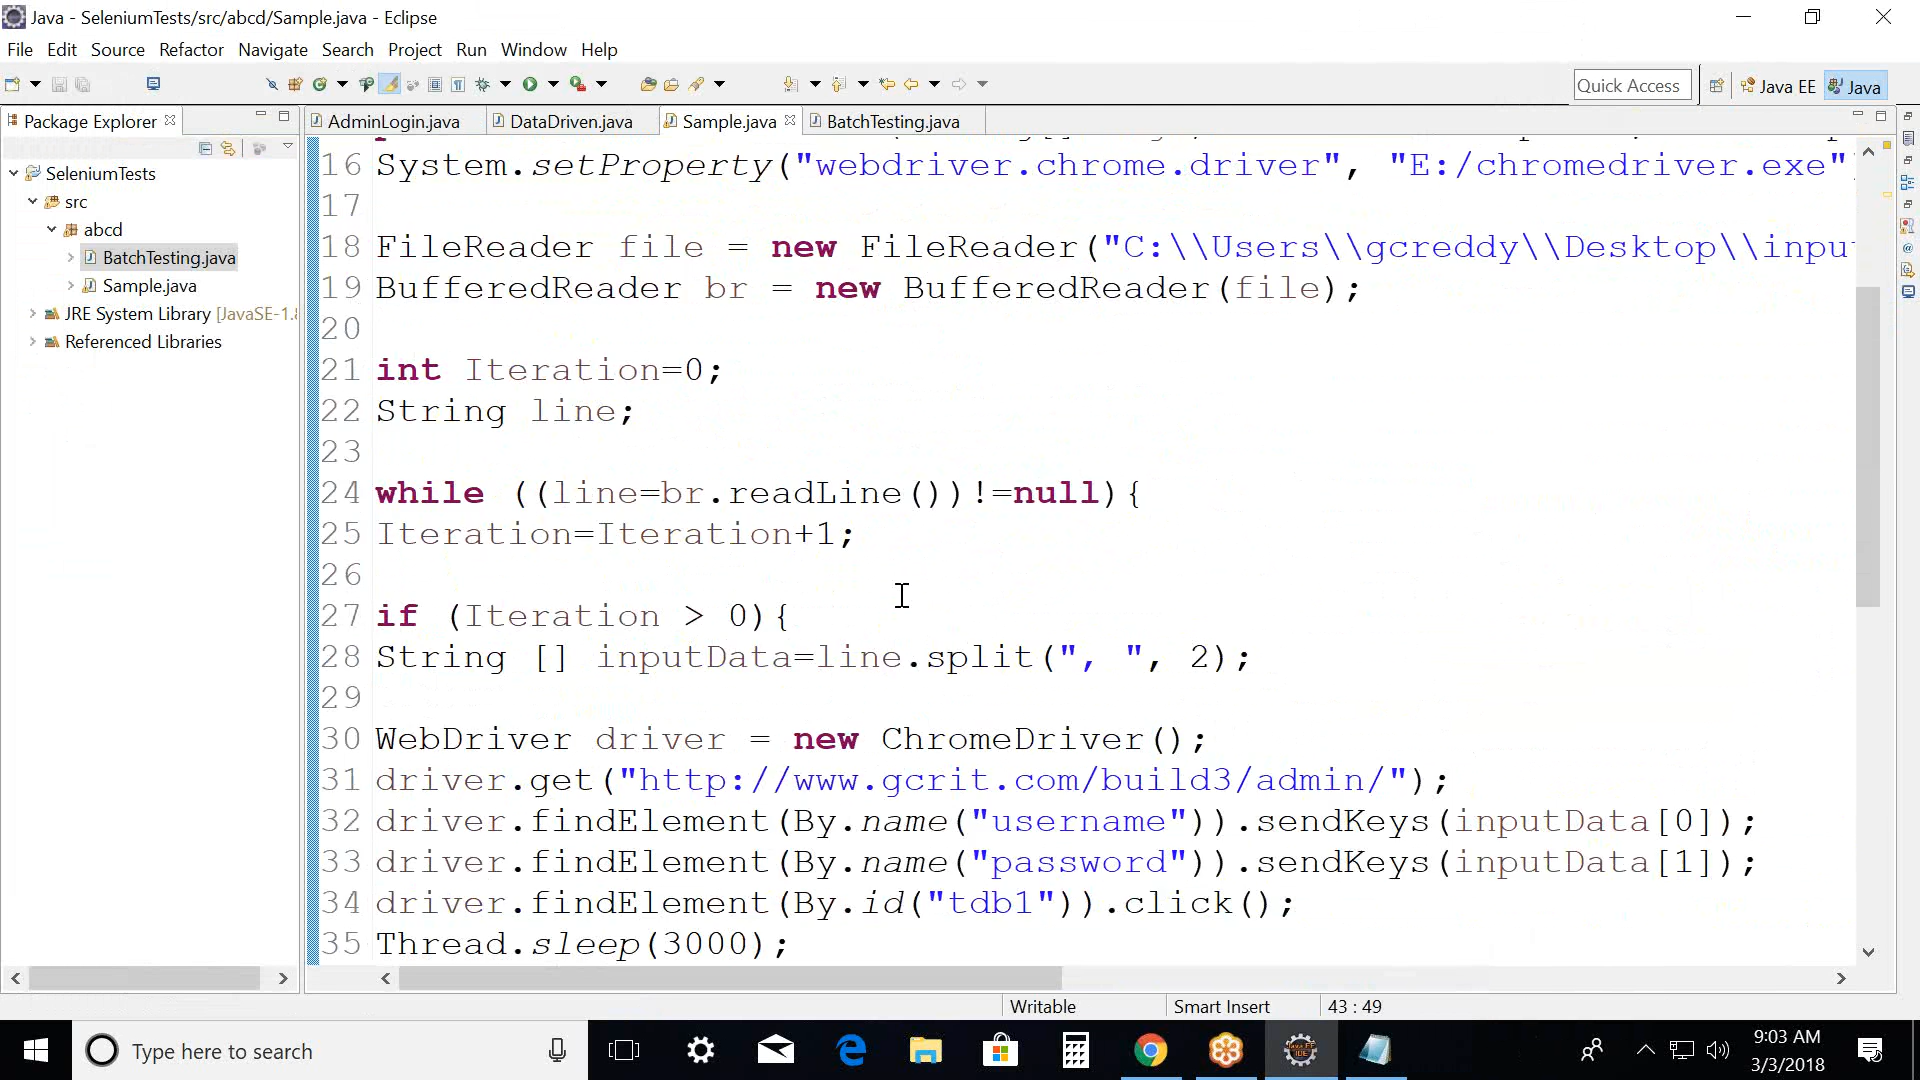 Java - SeleniumTests/src/abcd/Sample.java - Eclipse
File Edit Source Refactor Navigate Search Project Run Window Help
Quick Access
Java EE
Java
Package Explorer
AdminLogin.java
DataDriven.java
Sample.java
BatchTesting.java
SeleniumTests
src
abcd
BatchTesting.java
Sample.java
JRE System Library [JavaSE-1.8
Referenced Libraries
16 System.setProperty("webdriver.chrome.driver", "E:/chromedriver.exe"
17
18 FileReader file = new FileReader("C:\\Users\\gcreddy\\Desktop\\inpu
19 BufferedReader br = new BufferedReader(file);
20
21 int Iteration=0;
22 String line;
23
24 while ((line=br.readLine())!=null){
25 Iteration=Iteration+1;
26
27 if (Iteration > 0){
28 String [] inputData=line.split(", ", 2);
29
30 WebDriver driver = new ChromeDriver();
31 driver.get("http://www.gcrit.com/build3/admin/");
32 driver.findElement(By.name("username")).sendKeys(inputData[0]);
33 driver.findElement(By.name("password")).sendKeys(inputData[1]);
34 driver.findElement(By.id("tdb1")).click();
35 Thread.sleep(3000);
Writable
Smart Insert
43 : 49
Type here to search
9:03 AM
3/3/2018